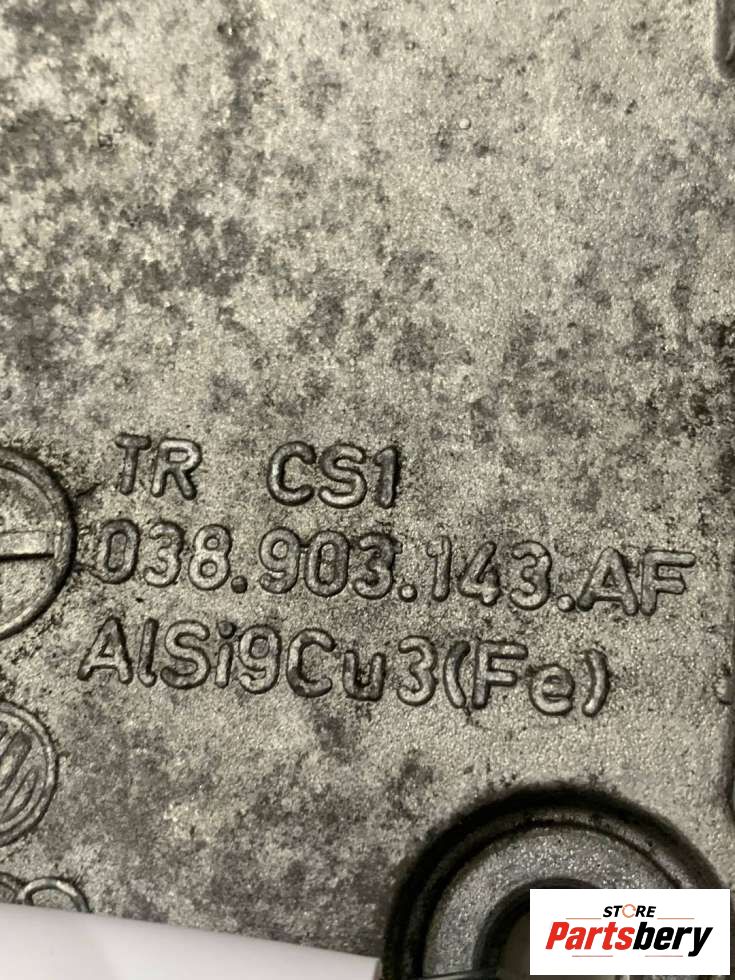 TR CS1
038.903.143.AF
AlSi9Cu3(Fe)
STORE
Partsbery